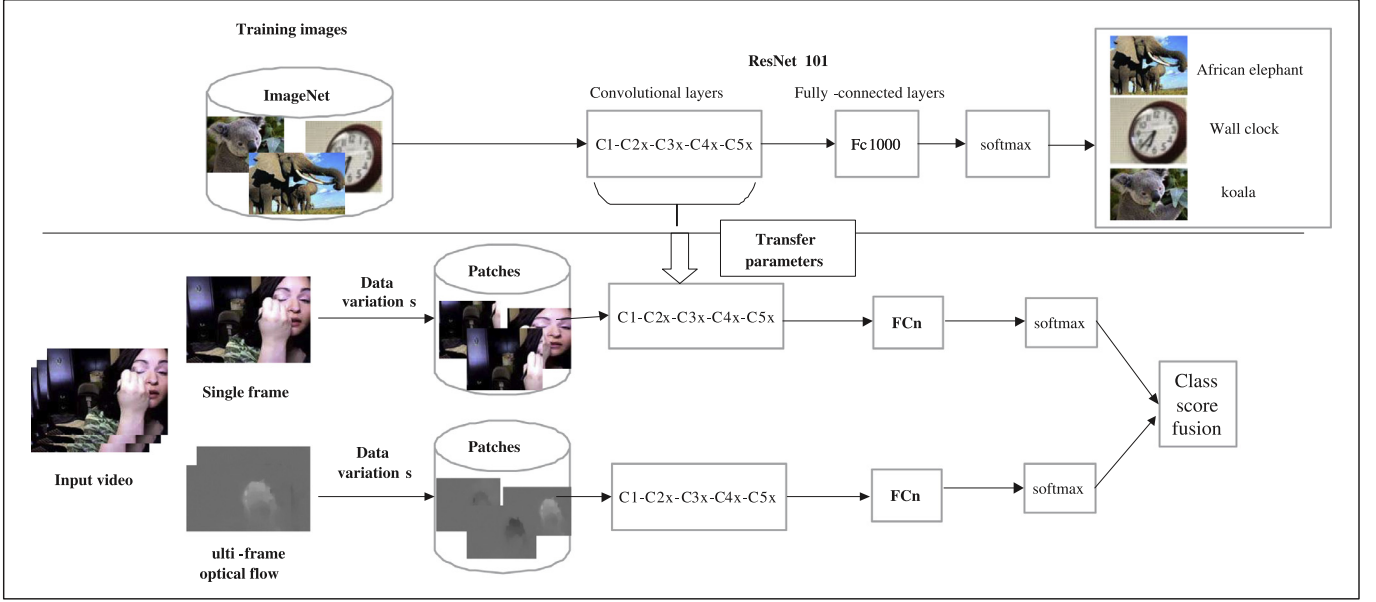 Training images
ImageNet
ResNet 101
Convolutional layers
Fully -connected layers
C1-C2x-C3x-C4x-C5x
Fc1000
softmax
African elephant
Wall clock
koala
Transfer
parameters
Data
variation s
Patches
C1-C2x-C3x-C4x-C5x
FCn
softmax
Single frame
Class
score
fusion
Input video
Data
variation s
Patches
C1-C2x-C3x-C4x-C5x
FCn
softmax
ulti -frame
optical flow